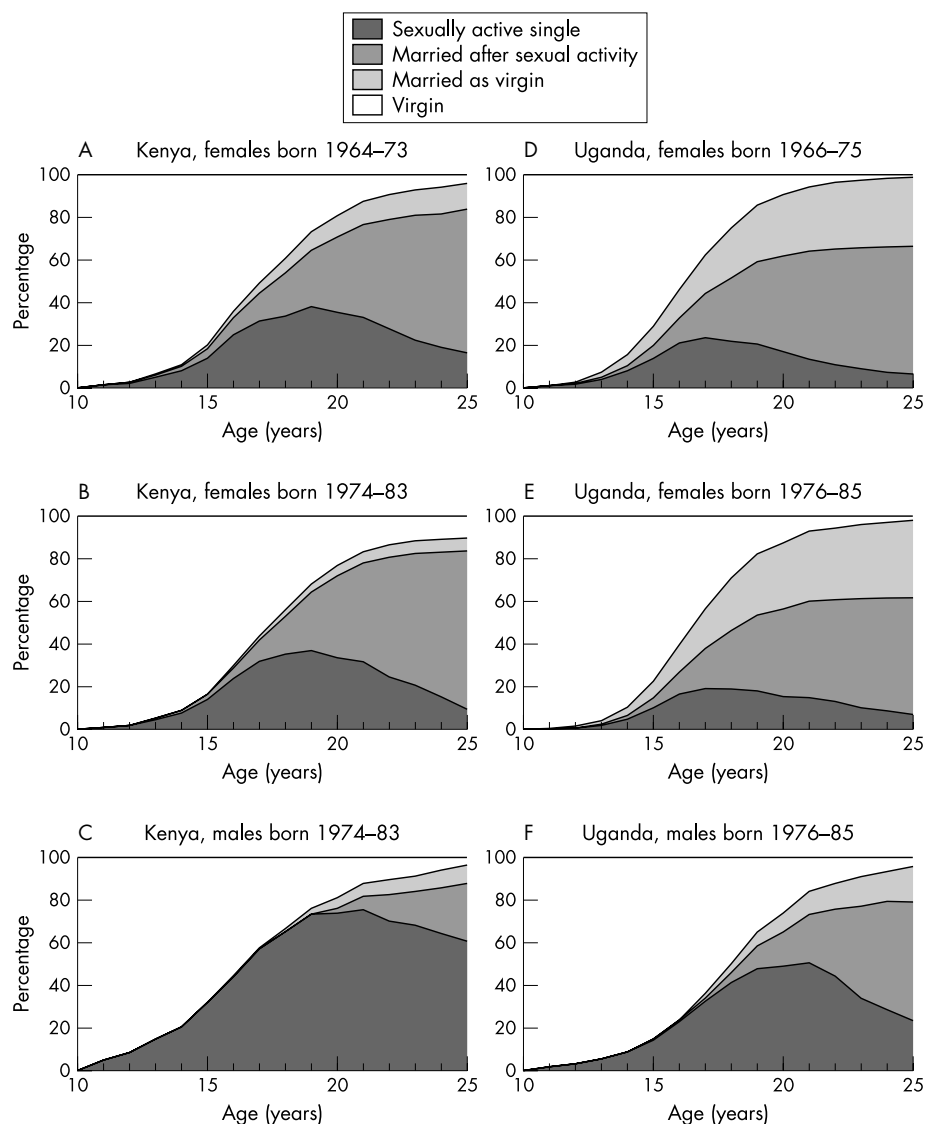 Sexually active single
Married after sexual activity
Married as virgin
Virgin
A Kenya, females born 1964–73
100
80
60
40
20
0
Percentage
10 15 20 25
Age (years)
D Uganda, females born 1966–75
100
80
60
40
20
0
10 15 20 25
Age (years)
B Kenya, females born 1974–83
100
80
60
40
20
0
Percentage
10 15 20 25
Age (years)
E Uganda, females born 1976–85
100
80
60
40
20
0
10 15 20 25
Age (years)
C Kenya, males born 1974–83
100
80
60
40
20
0
Percentage
10 15 20 25
Age (years)
F Uganda, males born 1976–85
100
80
60
40
20
0
10 15 20 25
Age (years)